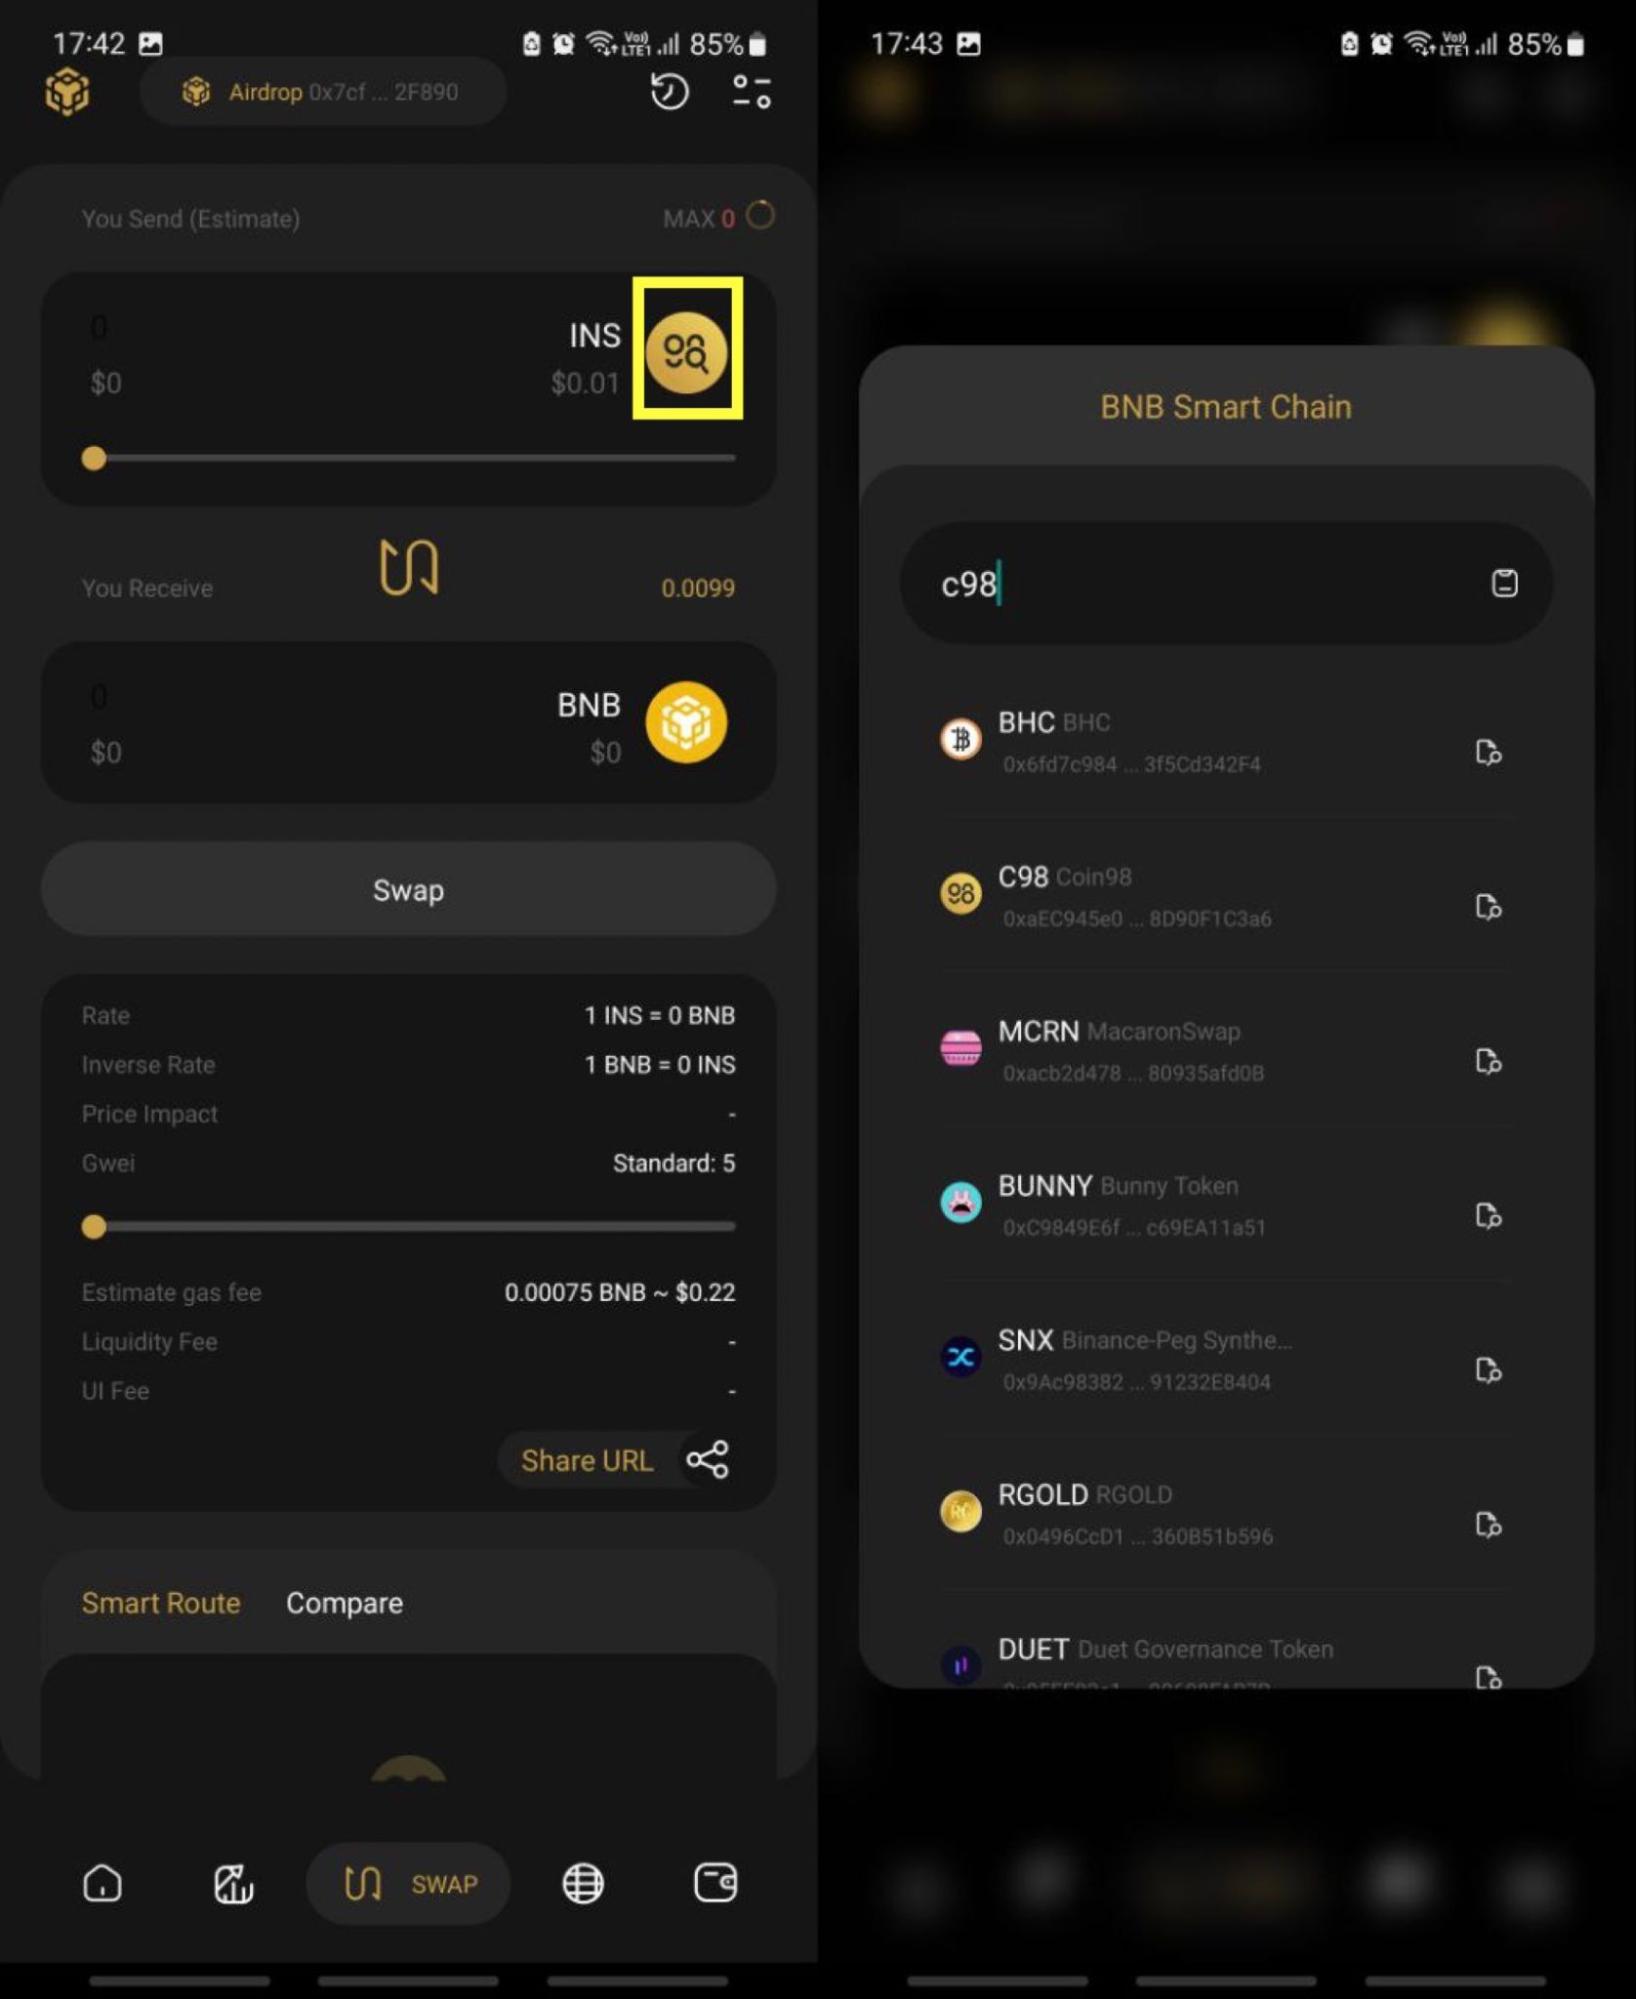 17:42
85%
Airdrop 0x7cf ... 2F890
You Send (Estimate)
MAX 0
0
INS
$0
$0.01
You Receive
0.0099
0
BNB
$0
$0
Swap
Rate
1 INS = 0 BNB
Inverse Rate
1 BNB = 0 INS
Price Impact
-
Gwei
Standard: 5
Estimate gas fee
0.00075 BNB ~ $0.22
Liquidity Fee
-
UI Fee
-
Share URL
Smart Route
Compare
SWAP
17:43
85%
BNB Smart Chain
c98
BHC BHC
0x6fd7c984 ... 3f5Cd342F4
C98 Coin98
0xaEC945e0 ... 8D90F1C3a6
MCRN MacaronSwap
0xacb2d478 ... 80935afd0B
BUNNY Bunny Token
0xC9849E6f ... c69EA11a51
SNX Binance-Peg Synthe...
0x9Ac98382 ... 91232E8404
RGOLD RGOLD
0x0496CcD1 ... 360B51b596
DUET Duet Governance Token